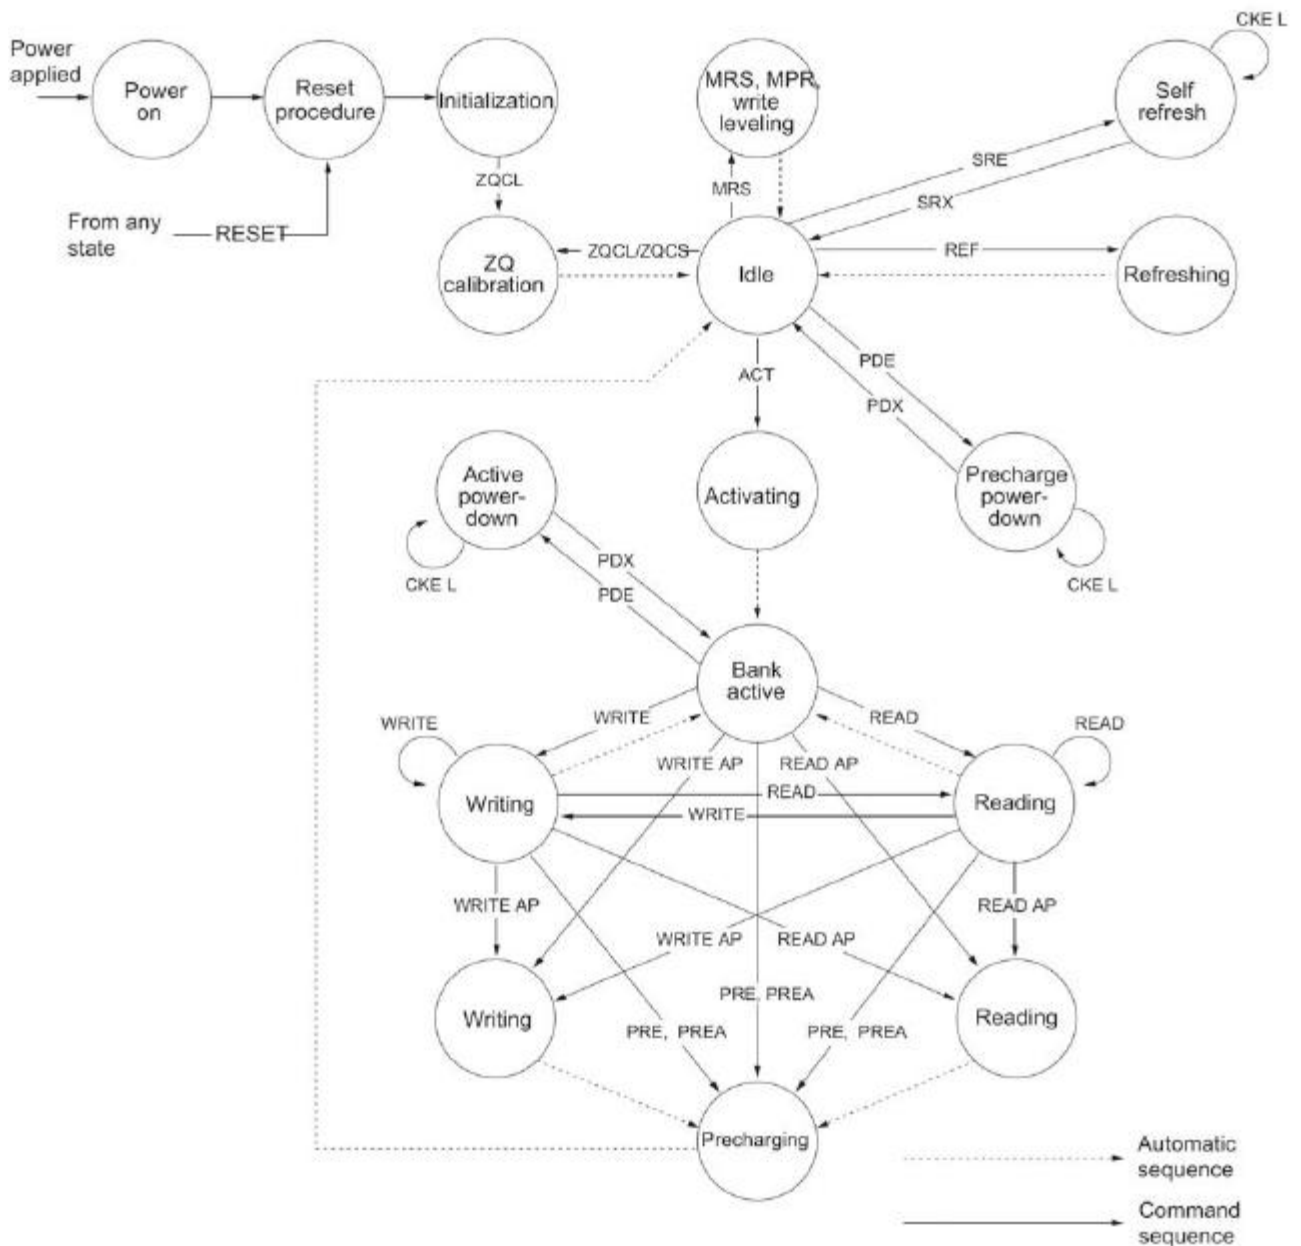 CKE L
Power
applied
Power
on
Reset
procedure
Initialization
MRS, MPR,
write
leveling
Self
refresh
SRE
ZQCL
MRS
SRX
From any
state
RESET
ZQCL/ZQCS
REF
ZQ
calibration
Idle
Refreshing
PDE
ACT
PDX
Active
power-
down
Activating
Precharge
power-
down
PDX
CKE L
PDE
CKE L
Bank
active
WRITE
WRITE
READ
READ
WRITE AP
READ AP
READ
Writing
WRITE
Reading
WRITE AP
READ AP
WRITE AP
READ AP
PRE, PREA
Writing
Reading
PRE, PREA
PRE, PREA
Precharging
Automatic
sequence
Command
sequence